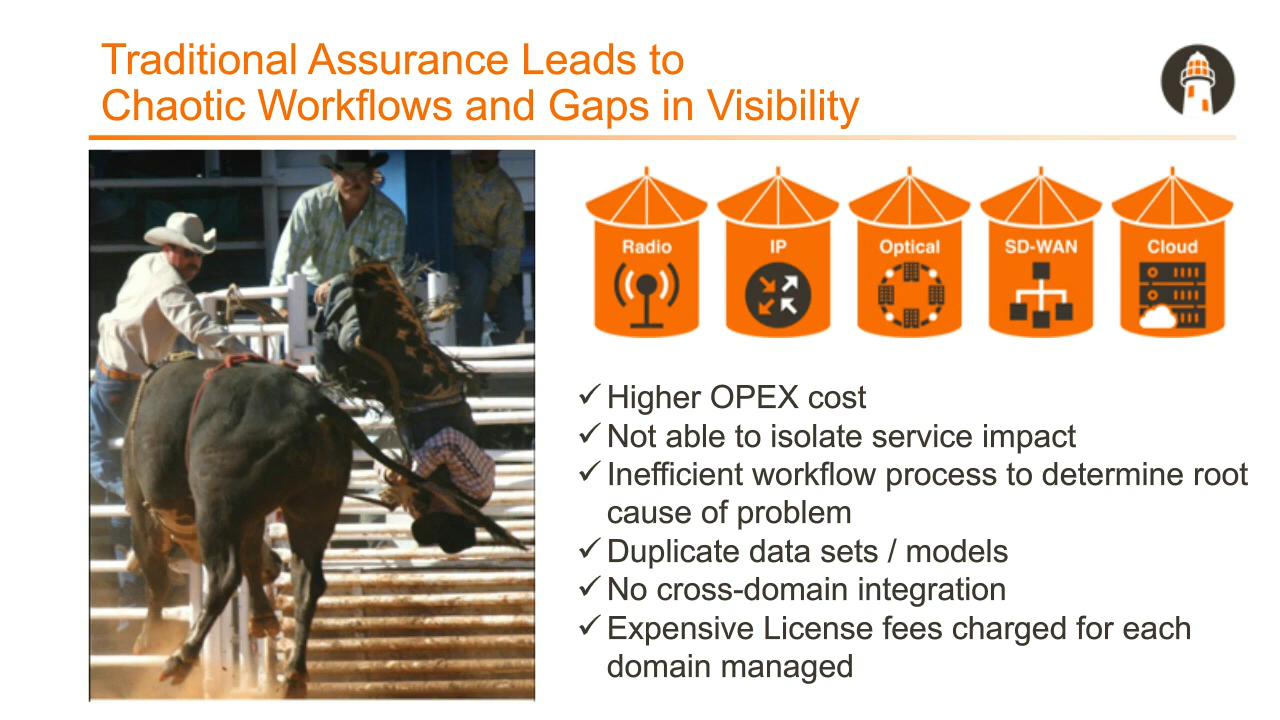 Traditional Assurance Leads to
Chaotic Workflows and Gaps in Visibility
Radio
IP
Optical
SD-WAN
Cloud
✓ Higher OPEX cost
✓ Not able to isolate service impact
✓ Inefficient workflow process to determine root
cause of problem
✓ Duplicate data sets / models
✓ No cross-domain integration
✓ Expensive License fees charged for each
domain managed